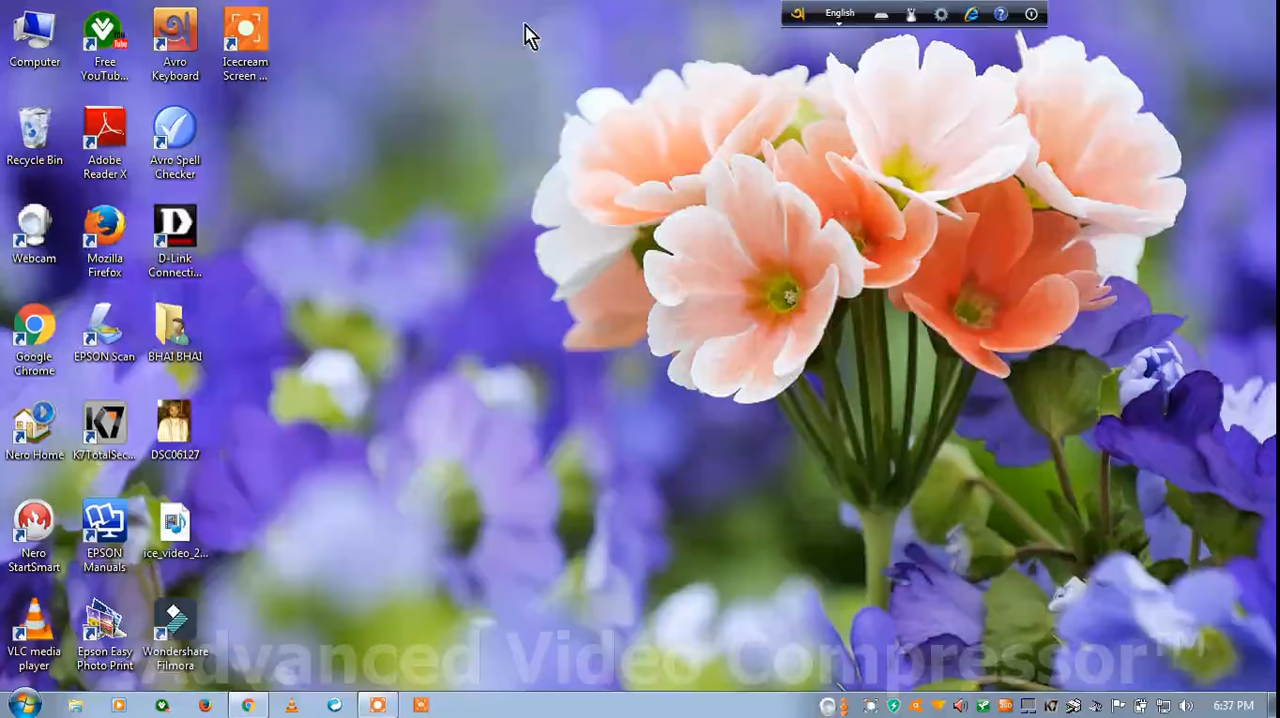 English
Computer
Free
YouTub...
Avro
Keyboard
Icecream
Screen ...
Recycle Bin
Adobe
Reader X
Avro Spell
Checker
Webcam
Mozilla
Firefox
D-Link
Connecti...
Google
Chrome
EPSON Scan
BHAI BHAI
Nero Home
K7TotalSec...
DSC06127
Nero
StartSmart
EPSON
Manuals
ice_video_2...
VLC media
player
Epson Easy
Photo Print
Wondershare
Filmora
Advanced Video Compressor™
6:37 PM